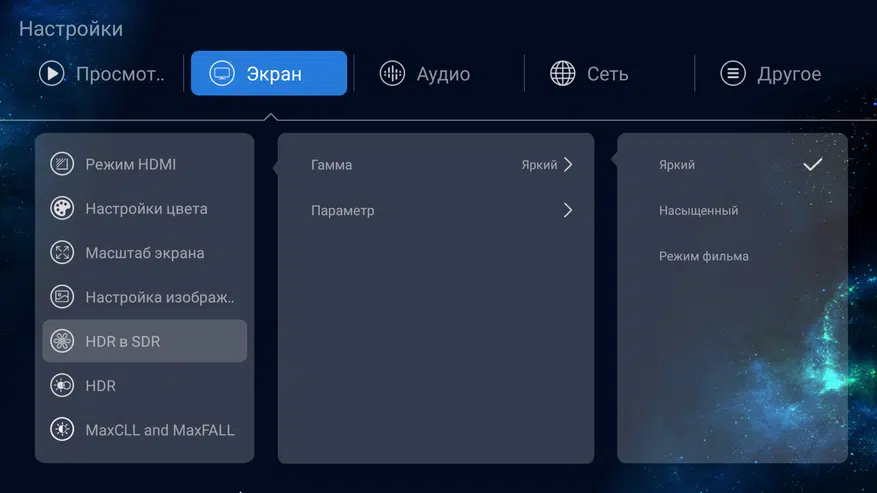 Настройки
Просмот..
Экран
Аудио
Сеть
Другое
Режим HDMI
Настройки цвета
Масштаб экрана
Настройка изображ..
HDR в SDR
HDR
MaxCLL and MaxFALL
Гамма Яркий
Параметр
Яркий
Насыщенный
Режим фильма